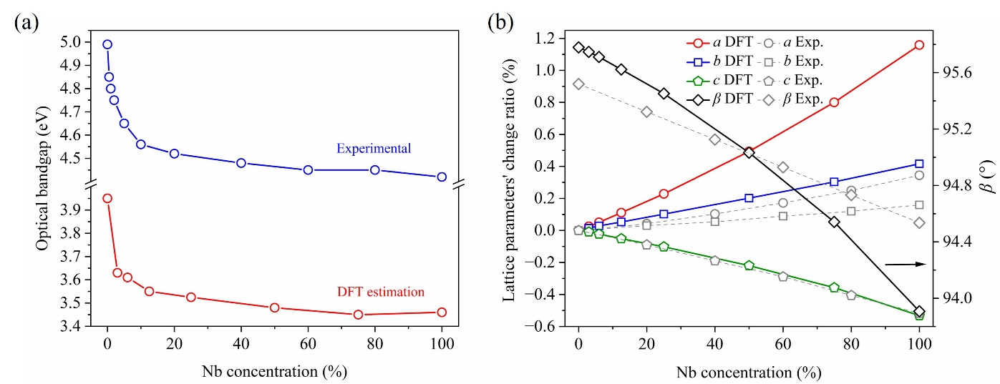 (a)
Optical bandgap (eV)
5.0
4.9
4.8
4.7
4.6
4.5
3.9
3.8
3.7
3.6
3.5
3.4
Experimental
DFT estimation
0 20 40 60 80 100
Nb concentration (%)
(b)
Lattice parameters' change ratio (%)
1.2
1.0
0.8
0.6
0.4
0.2
0.0
−0.2
−0.4
−0.6
a DFT a Exp.
b DFT b Exp.
c DFT c Exp.
β DFT β Exp.
95.6
95.2
94.8
94.4
94.0
β (°)
0 20 40 60 80 100
Nb concentration (%)